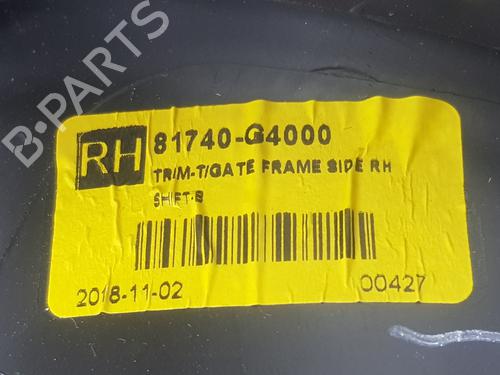 B-PARTS
RH 81740-G4000
TRIM-T/GATE FRAME SIDE RH
SHIFT-B
2018-11-02 00427